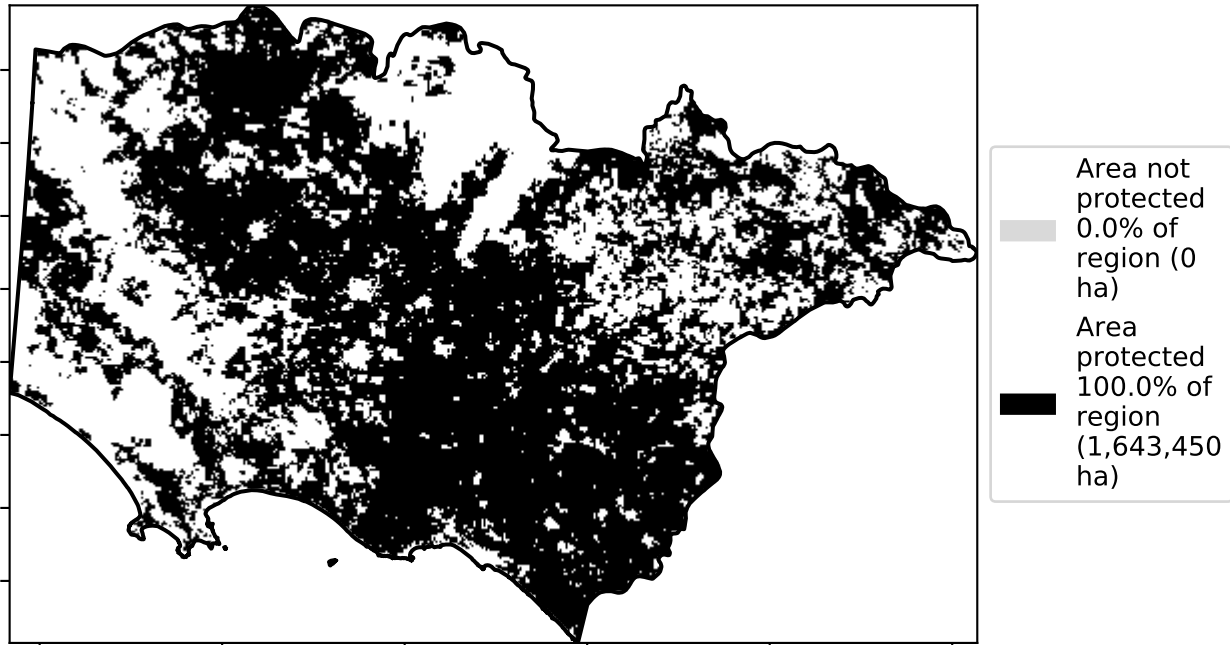 Area not
protected
0.0% of
region (0
ha)
Area
protected
100.0% of
region
(1,643,450
ha)